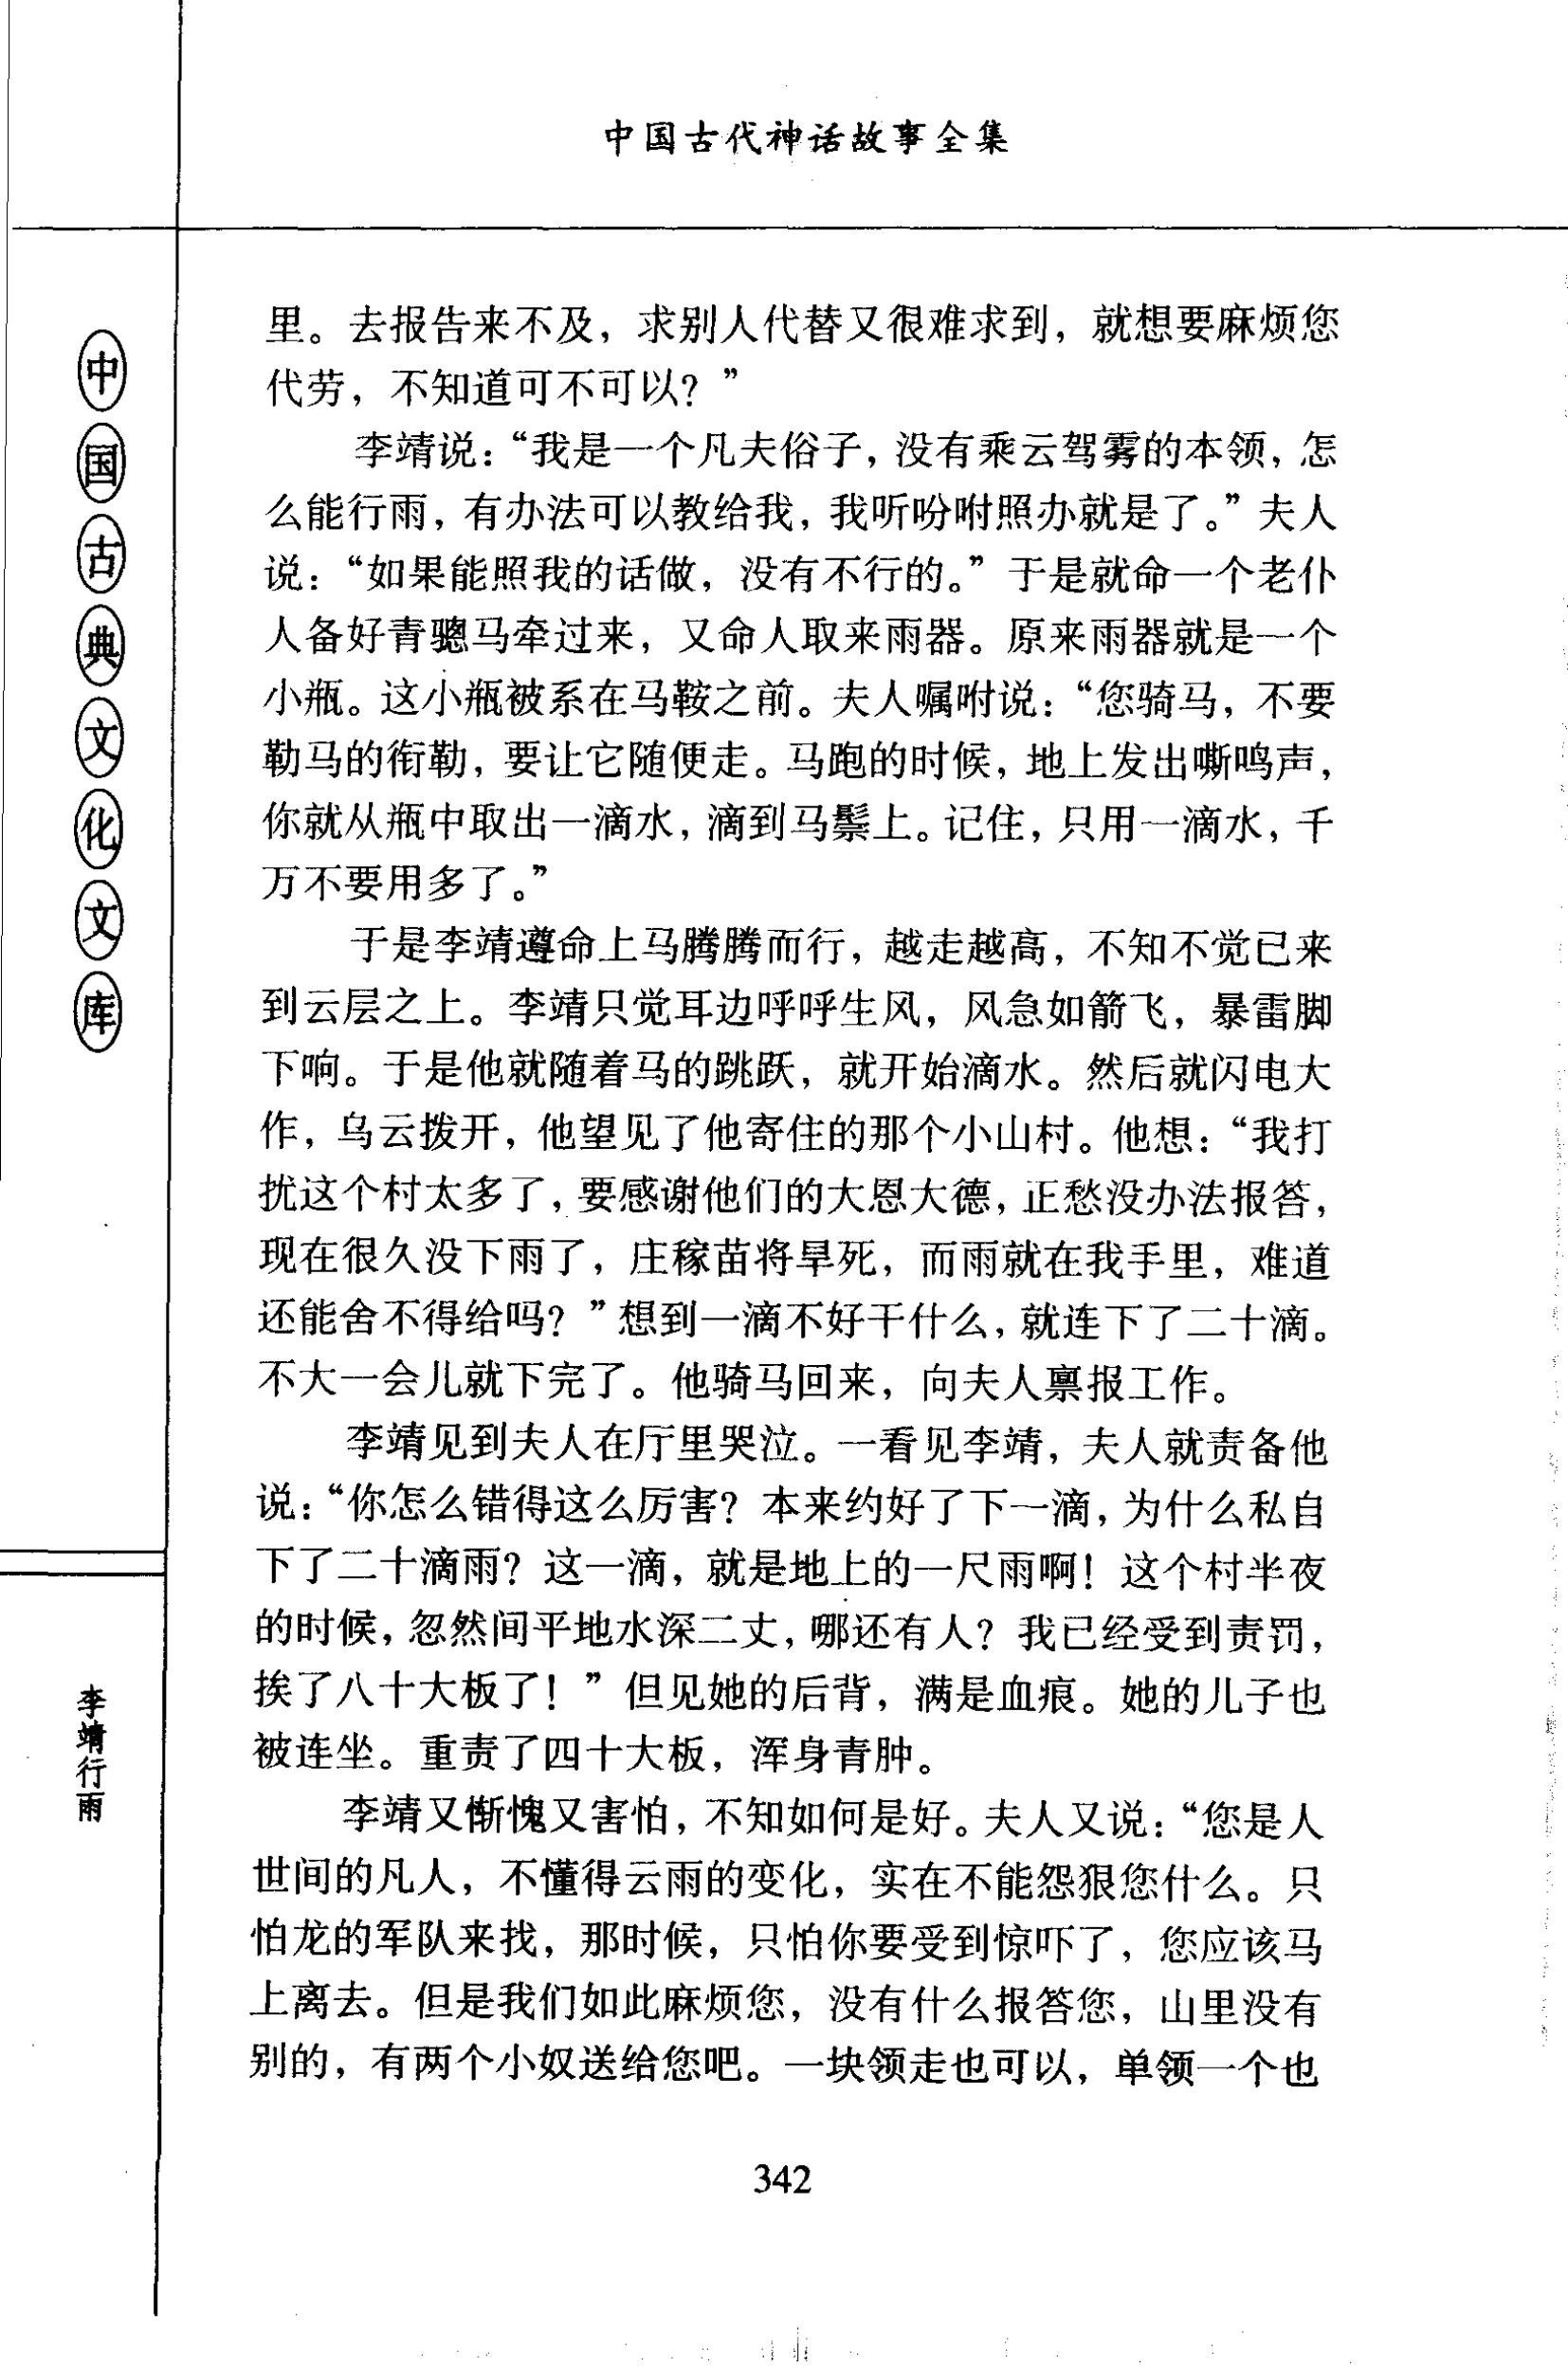 中国古代神话故事全集
中国古典文化文库
李靖行雨
里。去报告来不及，求别人代替又很难求到，就想要麻烦您
代劳，不知道可不可以？”
李靖说：“我是一个凡夫俗子，没有乘云驾雾的本领，怎
么能行雨，有办法可以教给我，我听吩咐照办就是了。”夫人
说：“如果能照我的话做，没有不行的。”于是就命一个老仆
人备好青骢马牵过来，又命人取来雨器。原来雨器就是一个
小瓶。这小瓶被系在马鞍之前。夫人嘱咐说：“您骑马，不要
勒马的衔勒，要让它随便走。马跑的时候，地上发出嘶鸣声，
你就从瓶中取出一滴水，滴到马鬃上。记住，只用一滴水，千
万不要用多了。”
于是李靖遵命上马腾腾而行，越走越高，不知不觉已来
到云层之上。李靖只觉耳边呼呼生风，风急如箭飞，暴雷脚
下响。于是他就随着马的跳跃，就开始滴水。然后就闪电大
作，乌云拨开，他望见了他寄住的那个小山村。他想：“我打
扰这个村太多了，要感谢他们的大恩大德，正愁没办法报答，
现在很久没下雨了，庄稼苗将旱死，而雨就在我手里，难道
还能舍不得给吗？”想到一滴不好干什么，就连下了二十滴。
不大一会儿就下完了。他骑马回来，向夫人禀报工作。
李靖见到夫人在厅里哭泣。一看见李靖，夫人就责备他
说：“你怎么错得这么厉害？本来约好了下一滴，为什么私自
下了二十滴雨？这一滴，就是地上的一尺雨啊！这个村半夜
的时候，忽然间平地水深二丈，哪还有人？我已经受到责罚，
挨了八十大板了！”但见她的后背，满是血痕。她的儿子也
被连坐。重责了四十大板，浑身青肿。
李靖又惭愧又害怕，不知如何是好。夫人又说：“您是人
世间的凡人，不懂得云雨的变化，实在不能怨狠您什么。只
怕龙的军队来找，那时候，只怕你要受到惊吓了，您应该马
上离去。但是我们如此麻烦您，没有什么报答您，山里没有
别的，有两个小奴送给您吧。一块领走也可以，单领一个也
342